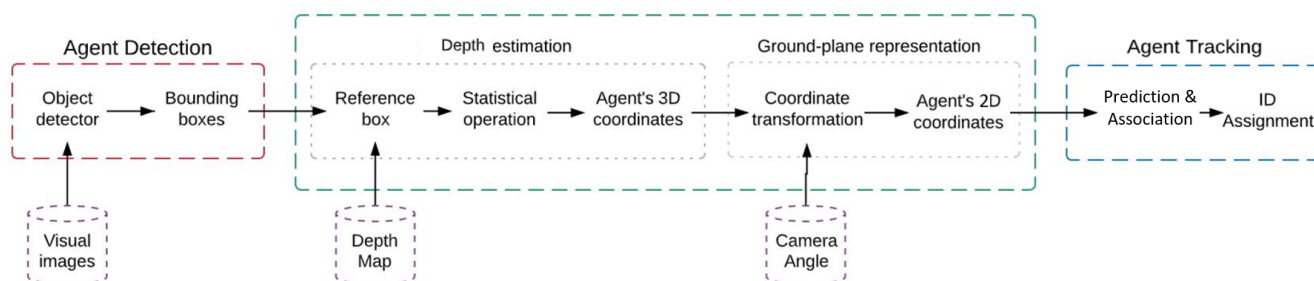 Agent Detection
Depth estimation
Ground-plane representation
Agent Tracking
Object
detector
Bounding
boxes
Reference
box
Statistical
operation
Agent's 3D
coordinates
Coordinate
transformation
Agent's 2D
coordinates
Prediction &
Association
ID
Assignment
Visual
images
Depth
Map
Camera
Angle